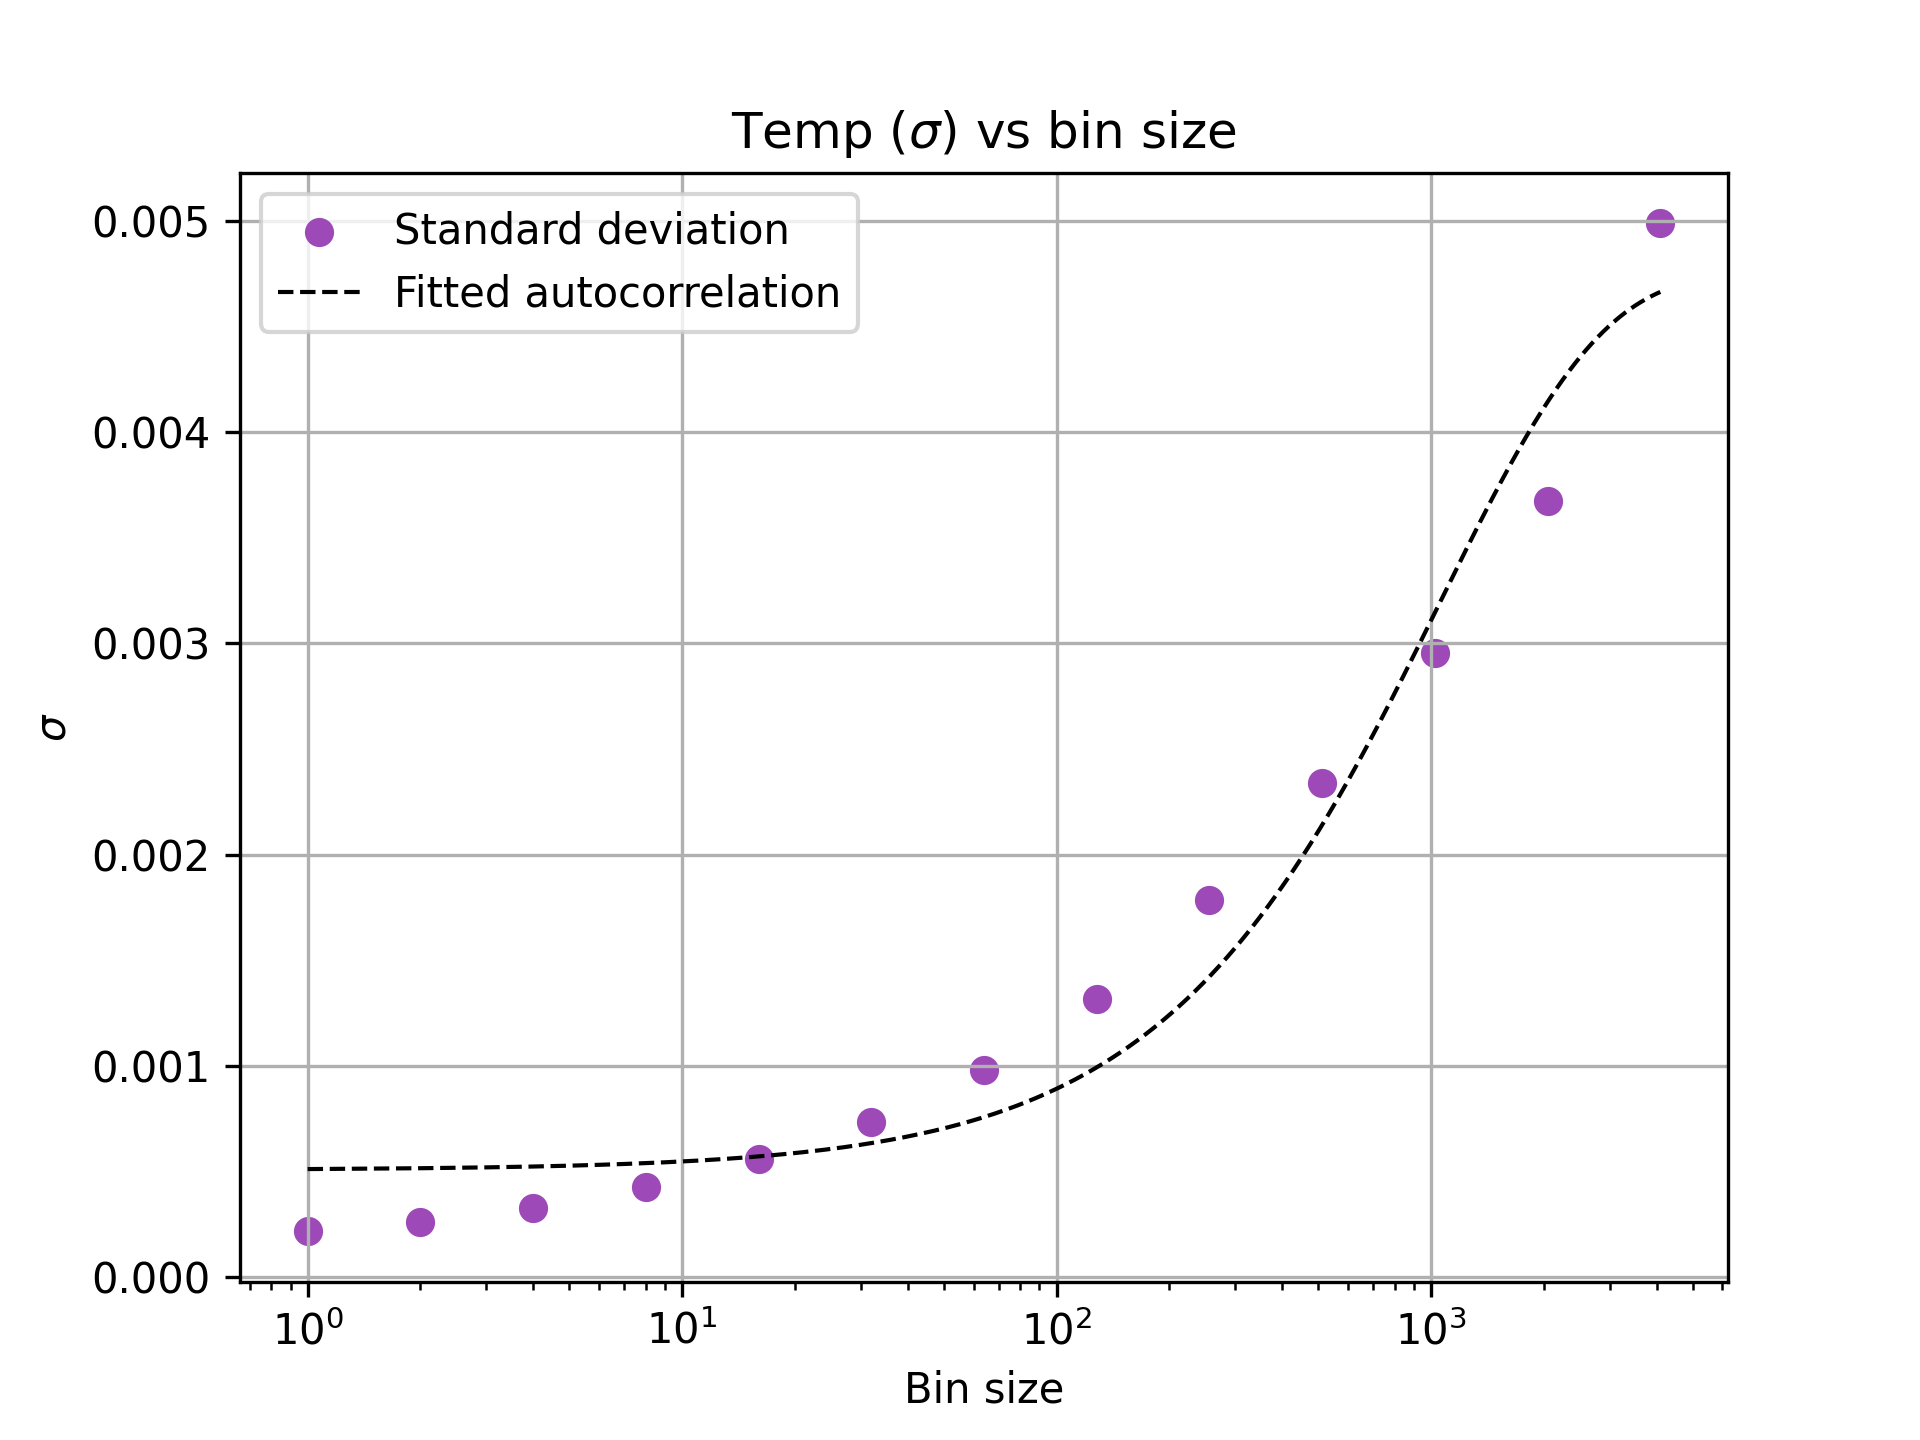 Temp (σ) vs bin size
Standard deviation
Fitted autocorrelation
0.005
0.004
0.003
0.002
0.001
0.000
σ
10⁰ 10¹ 10² 10³
Bin size